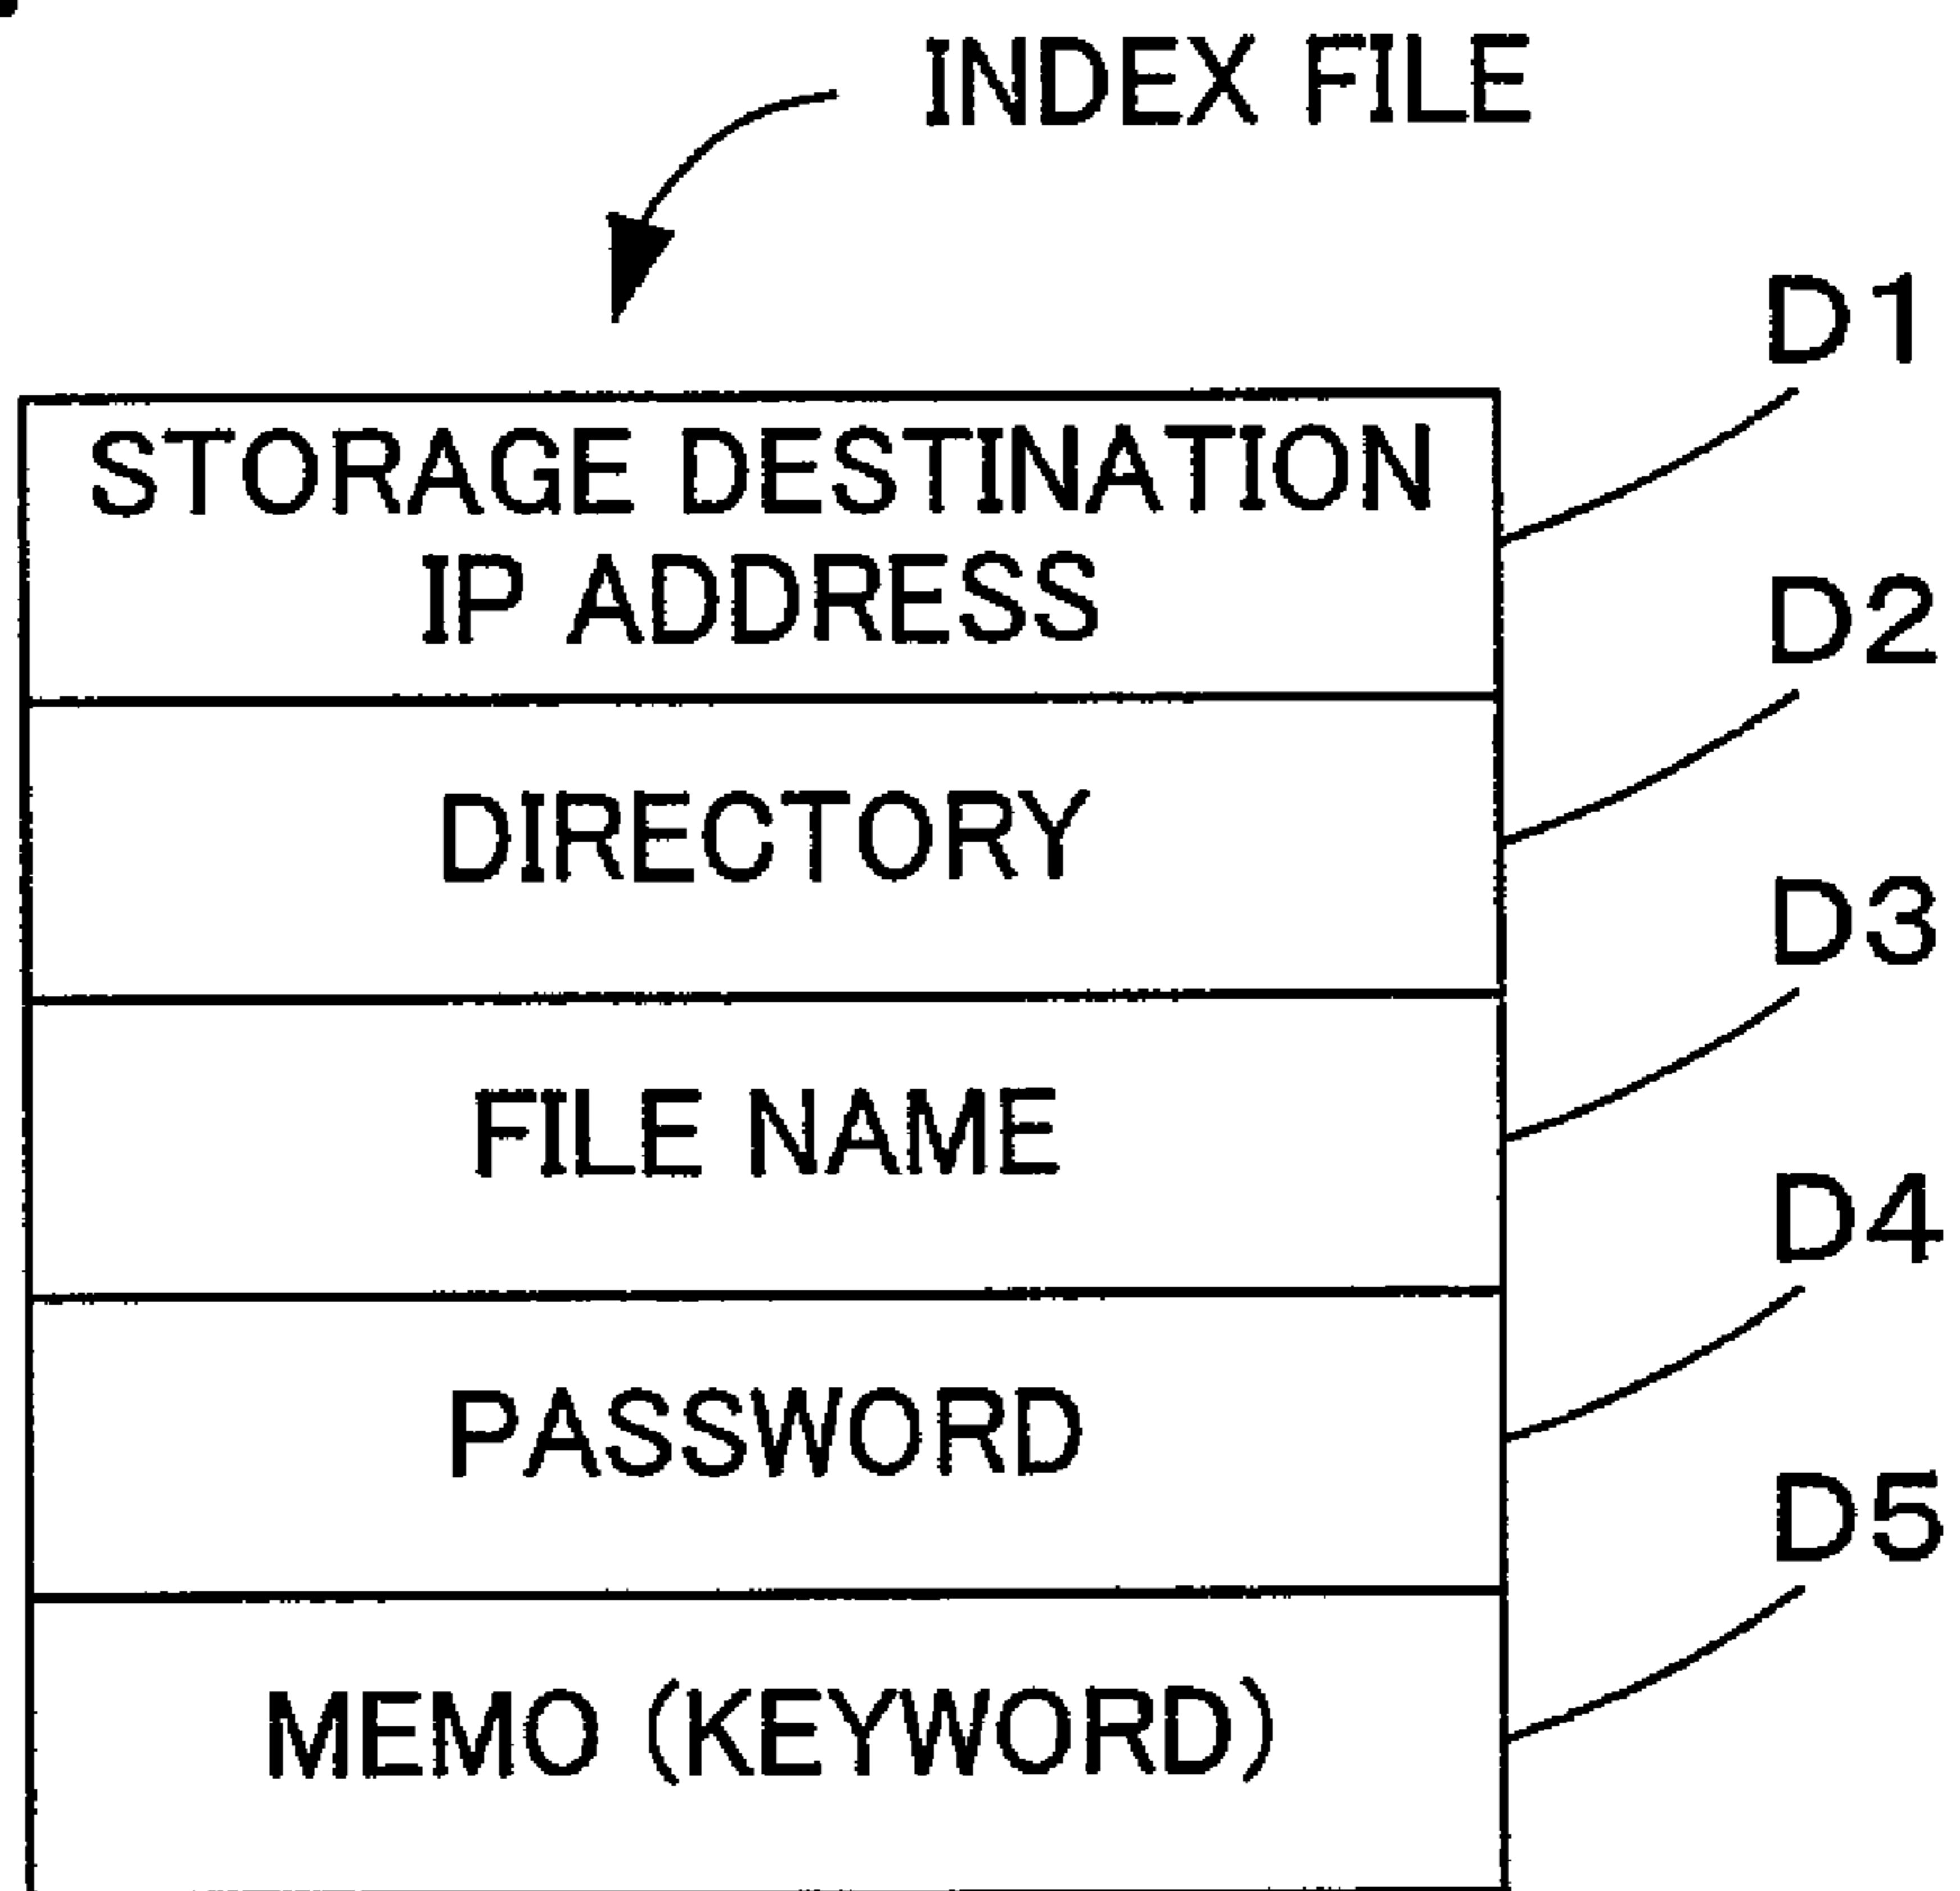 INDEX FILE
D1
STORAGE DESTINATION
IP ADDRESS
D2
DIRECTORY
D3
FILE NAME
D4
PASSWORD
D5
MEMO (KEYWORD)